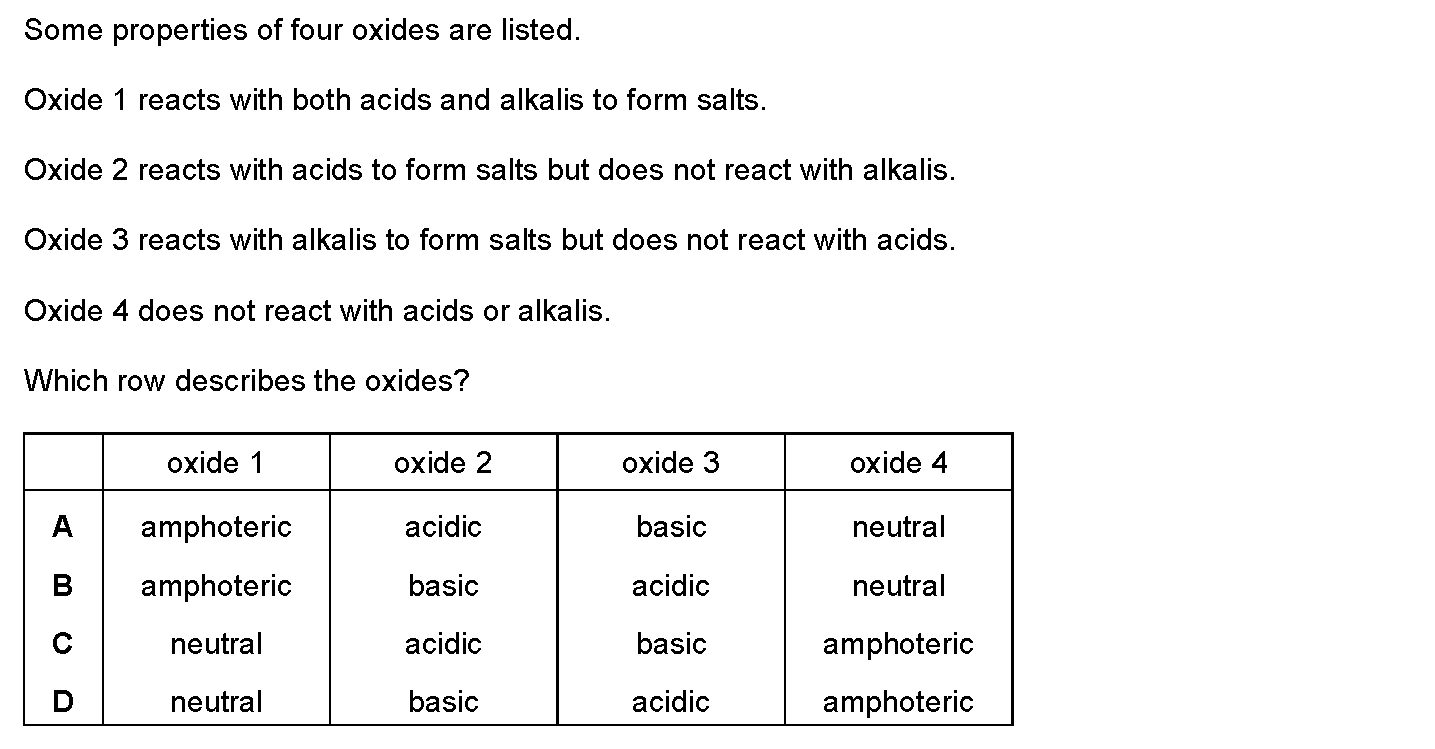 Some properties of four oxides are listed.
Oxide 1 reacts with both acids and alkalis to form salts.
Oxide 2 reacts with acids to form salts but does not react with alkalis.
Oxide 3 reacts with alkalis to form salts but does not react with acids.
Oxide 4 does not react with acids or alkalis.
Which row describes the oxides?
oxide 1 oxide 2 oxide 3 oxide 4
A amphoteric acidic basic neutral
B amphoteric basic acidic neutral
C neutral acidic basic amphoteric
D neutral basic acidic amphoteric